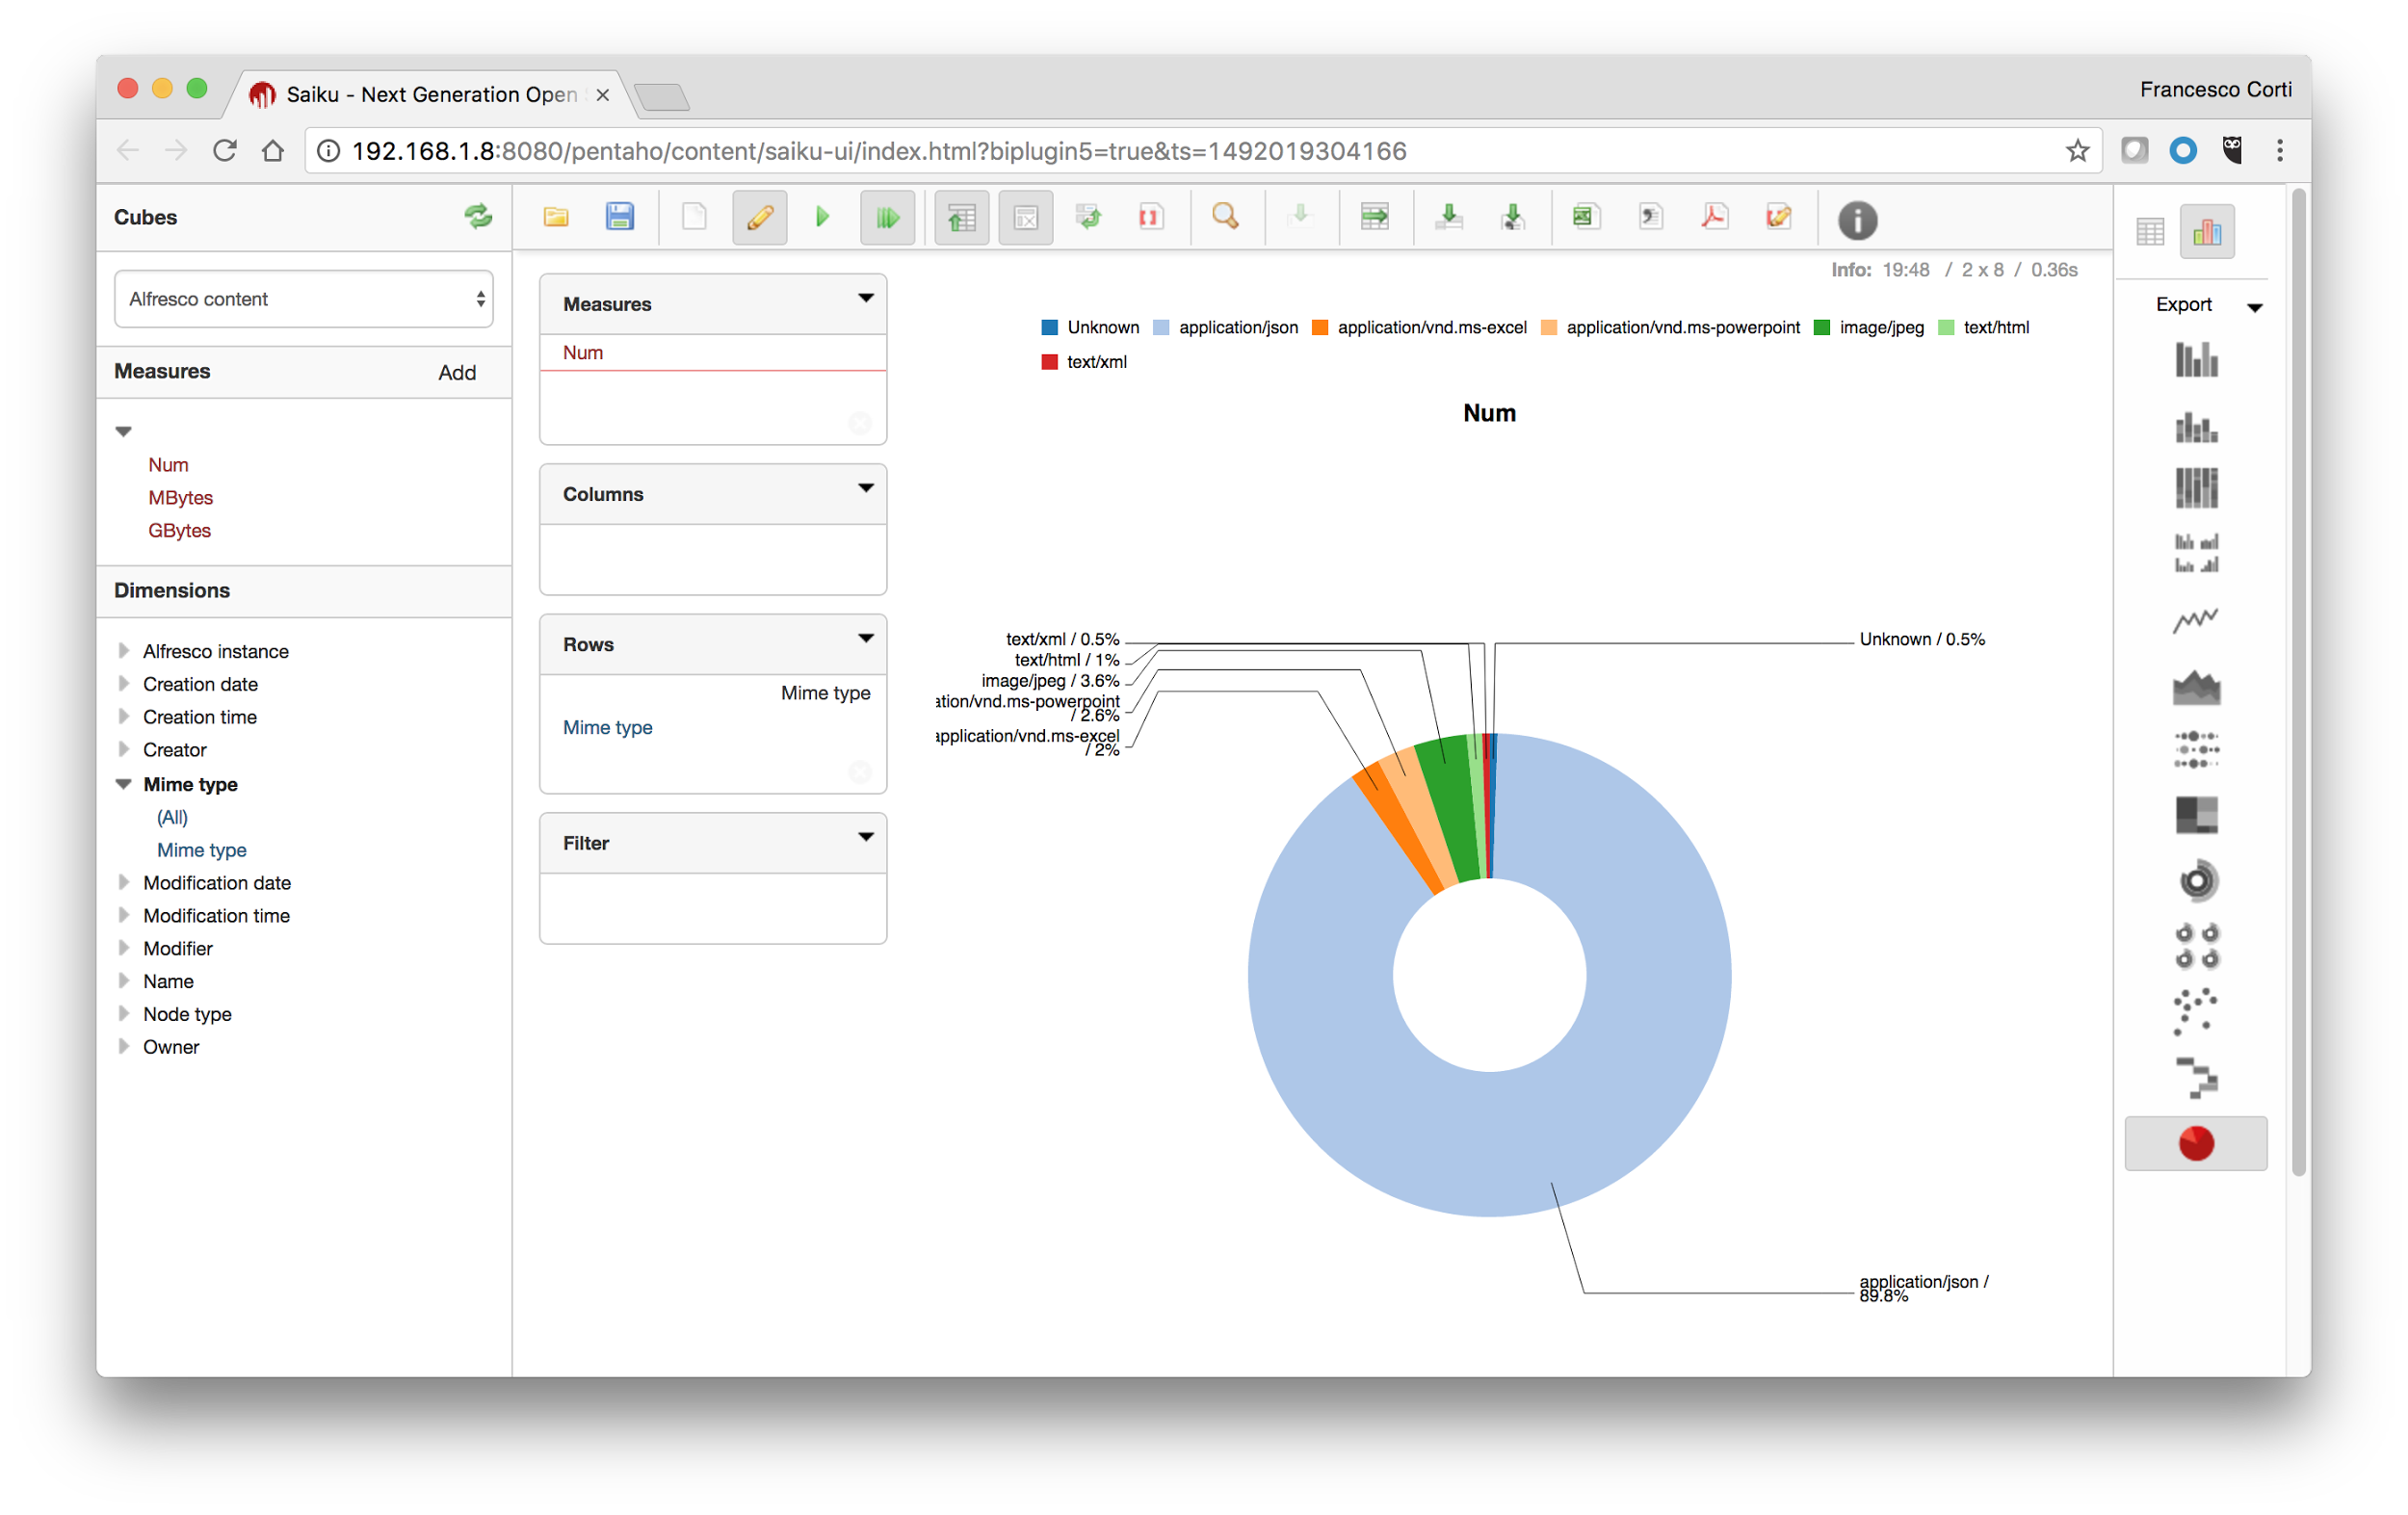 Saiku - Next Generation Open
Francesco Corti
192.168.1.8:8080/pentaho/content/saiku-ui/index.html?biplugin5=true&ts=1492019304166
Cubes
Alfresco content
Measures Add
Num
MBytes
GBytes
Dimensions
Alfresco instance
Creation date
Creation time
Creator
Mime type
(All)
Mime type
Modification date
Modification time
Modifier
Name
Node type
Owner
Measures
Num
Columns
Rows
Mime type
Mime type
Filter
Info: 19:48 / 2 x 8 / 0.36s
Unknown application/json application/vnd.ms-excel application/vnd.ms-powerpoint image/jpeg text/html
text/xml
Num
text/xml / 0.5%
text/html / 1%
image/jpeg / 3.6%
ation/vnd.ms-powerpoint
/ 2.6%
application/vnd.ms-excel
/ 2%
Unknown / 0.5%
application/json /
89.8%
Export